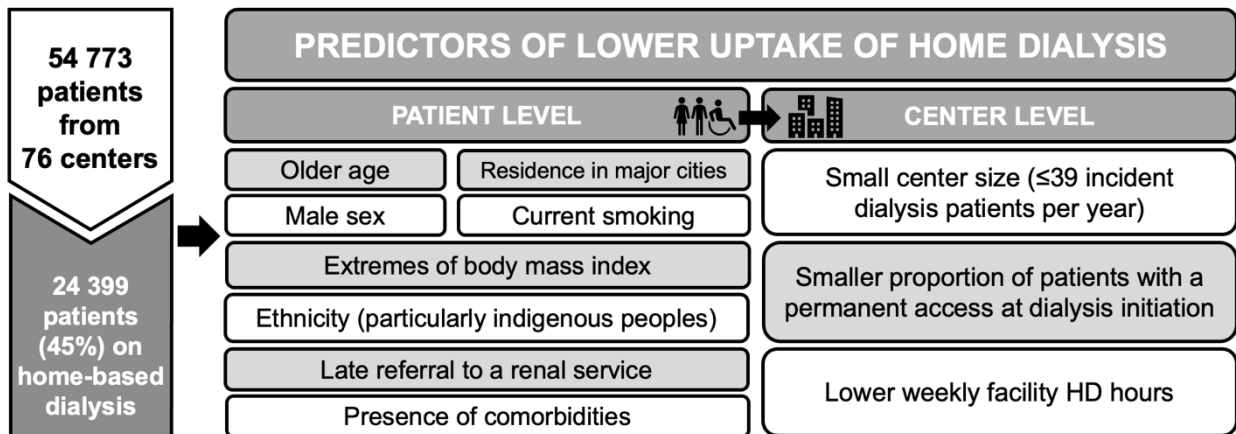 54 773
patients
from
76 centers
24 399
patients
(45%) on
home-based
dialysis
PREDICTORS OF LOWER UPTAKE OF HOME DIALYSIS
PATIENT LEVEL
Older age
Residence in major cities
Male sex
Current smoking
Extremes of body mass index
Ethnicity (particularly indigenous peoples)
Late referral to a renal service
Presence of comorbidities
CENTER LEVEL
Small center size (≤39 incident
dialysis patients per year)
Smaller proportion of patients with a
permanent access at dialysis initiation
Lower weekly facility HD hours